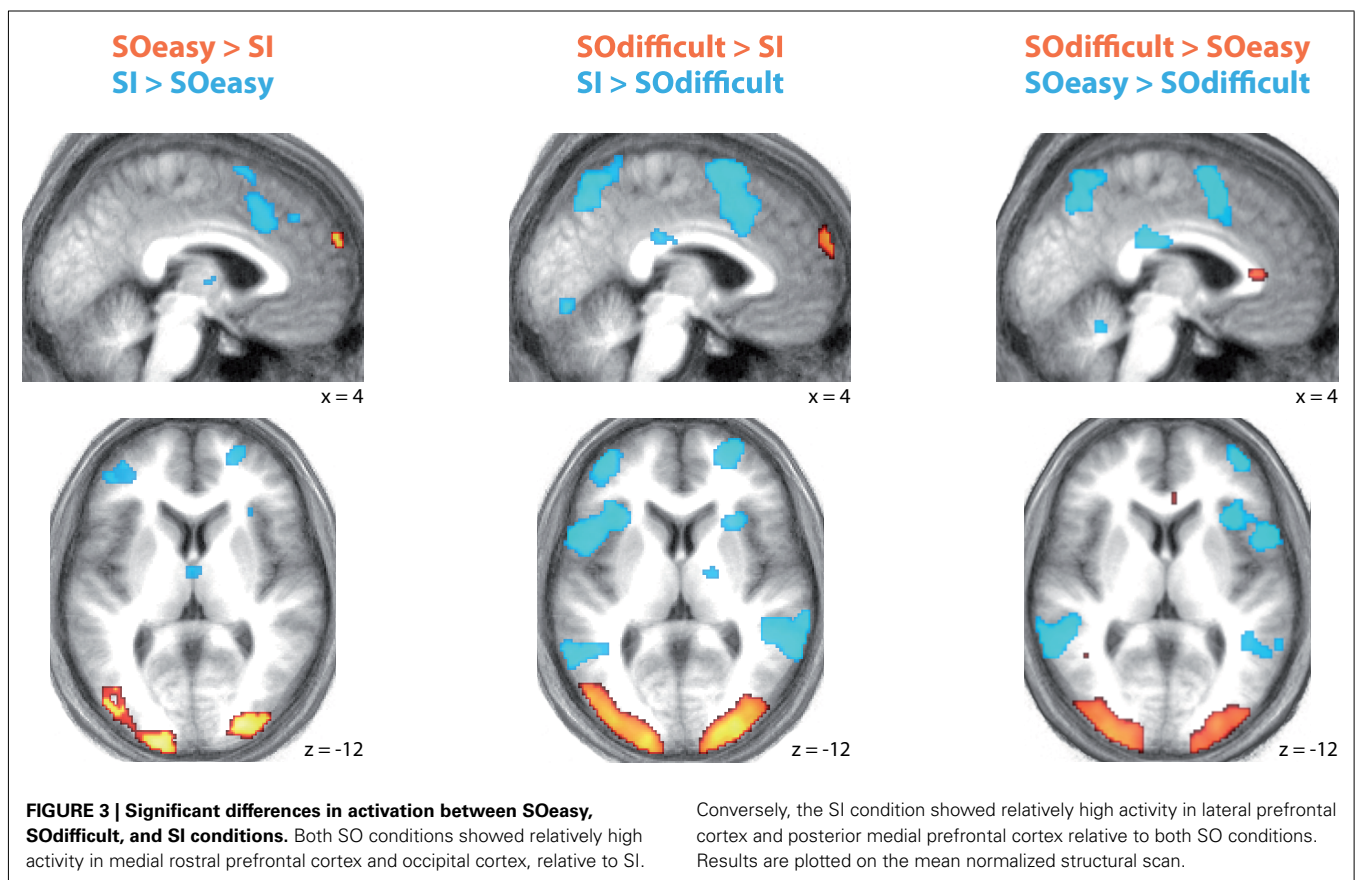 SOeasy > SI
SI > SOeasy
SOdifficult > SI
SI > SOdifficult
SOdifficult > SOeasy
SOeasy > SOdifficult
x = 4
x = 4
x = 4
z = -12
z = -12
z = -12
FIGURE 3 | Significant differences in activation between SOeasy,
SOdifficult, and SI conditions. Both SO conditions showed relatively high
activity in medial rostral prefrontal cortex and occipital cortex, relative to SI.
Conversely, the SI condition showed relatively high activity in lateral prefrontal
cortex and posterior medial prefrontal cortex relative to both SO conditions.
Results are plotted on the mean normalized structural scan.